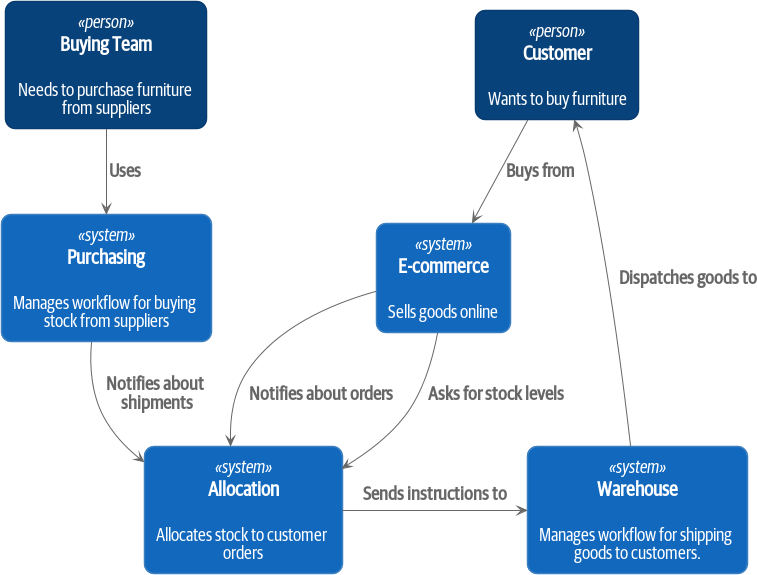 «person»
Buying Team
Needs to purchase furniture
from suppliers
«person»
Customer
Wants to buy furniture
Uses
Buys from
«system»
Purchasing
Manages workflow for buying
stock from suppliers
«system»
E-commerce
Sells goods online
Dispatches goods to
Notifies about
shipments
Notifies about orders
Asks for stock levels
«system»
Allocation
Allocates stock to customer
orders
Sends instructions to
«system»
Warehouse
Manages workflow for shipping
goods to customers.